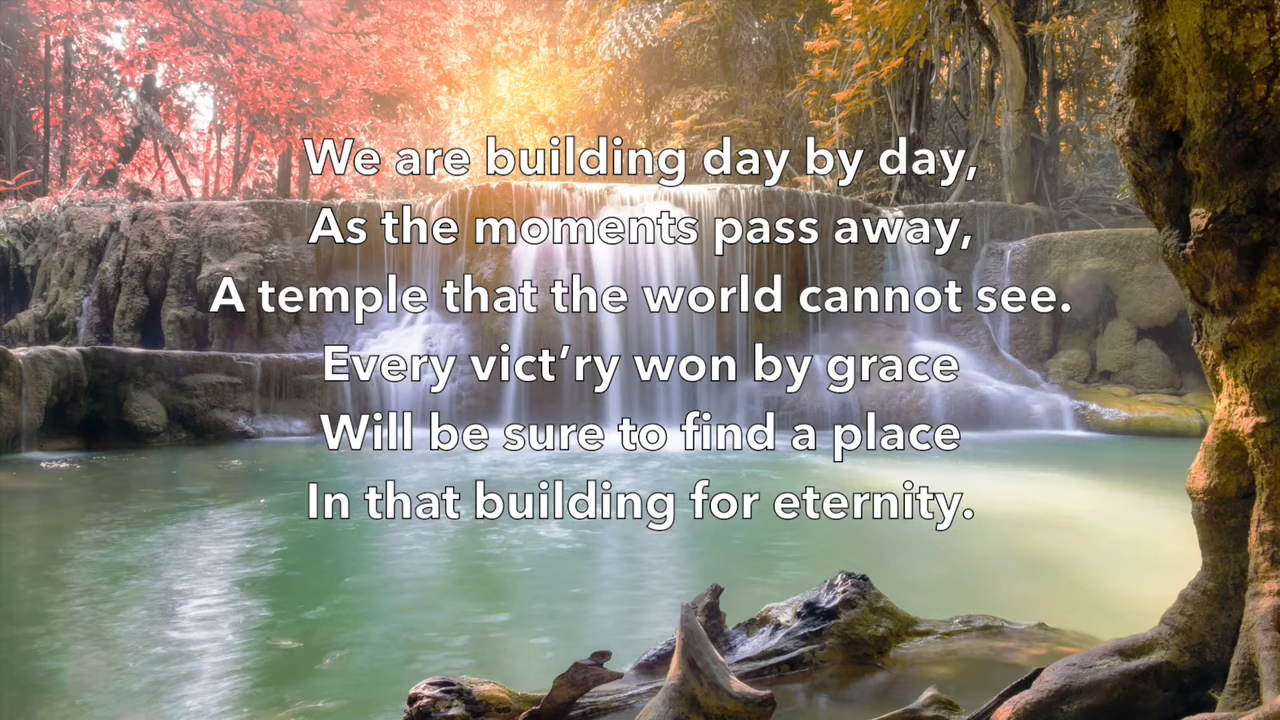 We are building day by day,
As the moments pass away,
A temple that the world cannot see.
Every vict’ry won by grace
Will be sure to find a place
In that building for eternity.